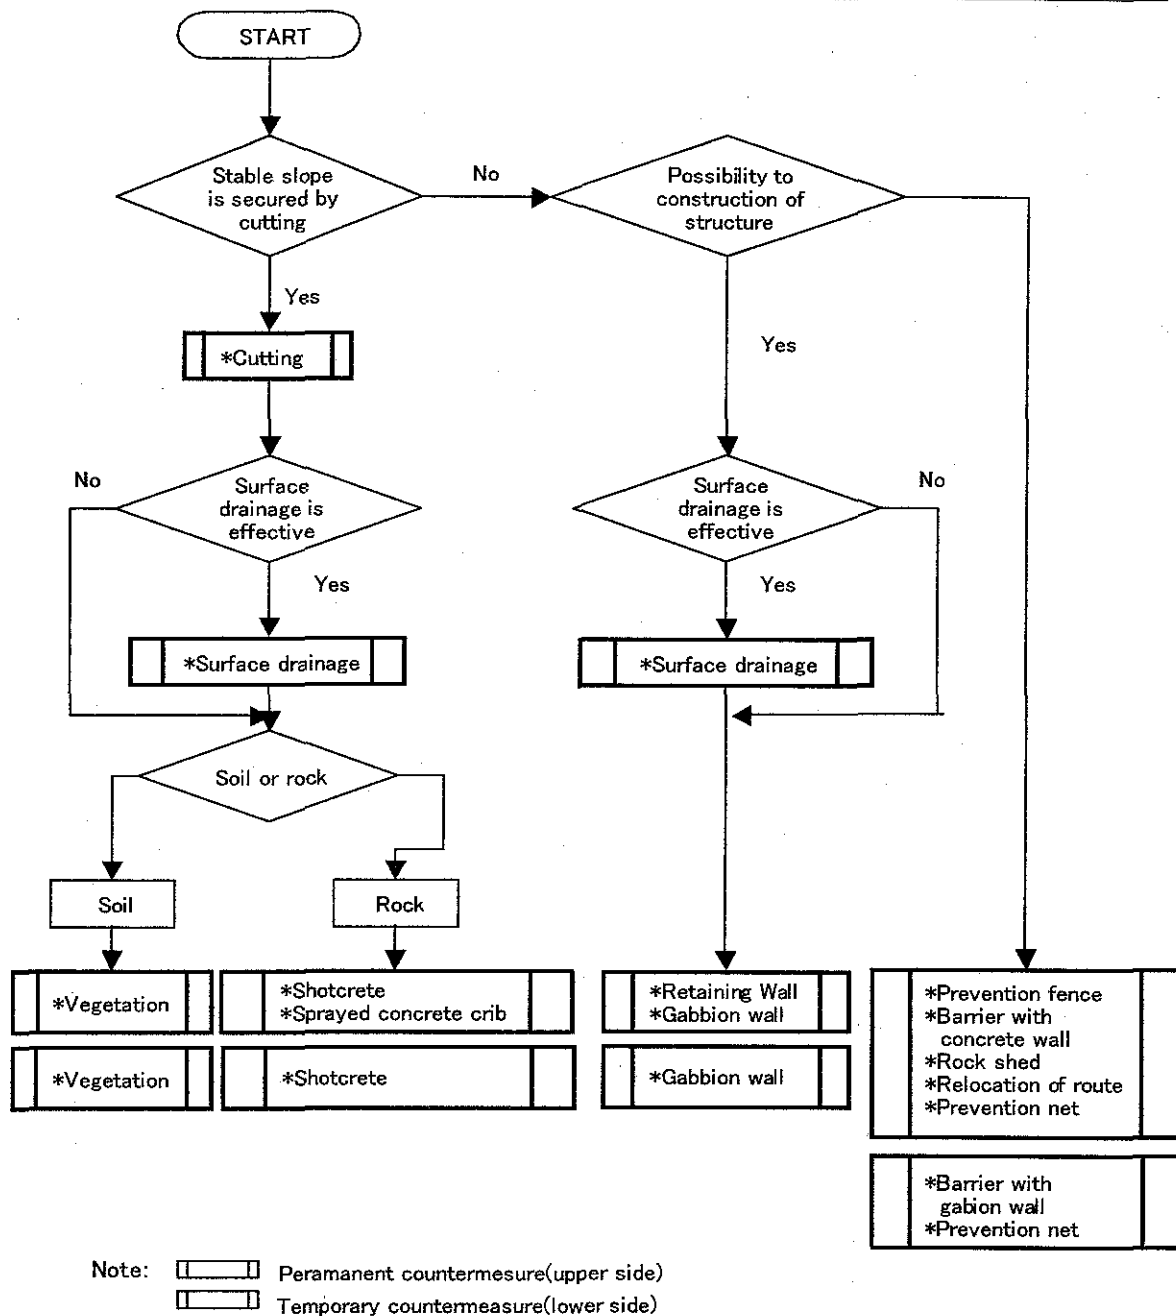 START
Stable slope
is secured by
cutting
No
Possibility to
construction of
structure
Yes
*Cutting
Yes
No
Surface
drainage is
effective
Surface
drainage is
effective
No
Yes
Yes
*Surface drainage
*Surface drainage
Soil or rock
Soil
Rock
*Vegetation
*Shotcrete
*Sprayed concrete crib
*Retaining Wall
*Gabbion wall
*Prevention fence
*Barrier with
concrete wall
*Rock shed
*Relocation of route
*Prevention net
*Vegetation
*Shotcrete
*Gabbion wall
*Barrier with
gabion wall
*Prevention net
Note:
Peramanent countermesure(upper side)
Temporary countermeasure(lower side)